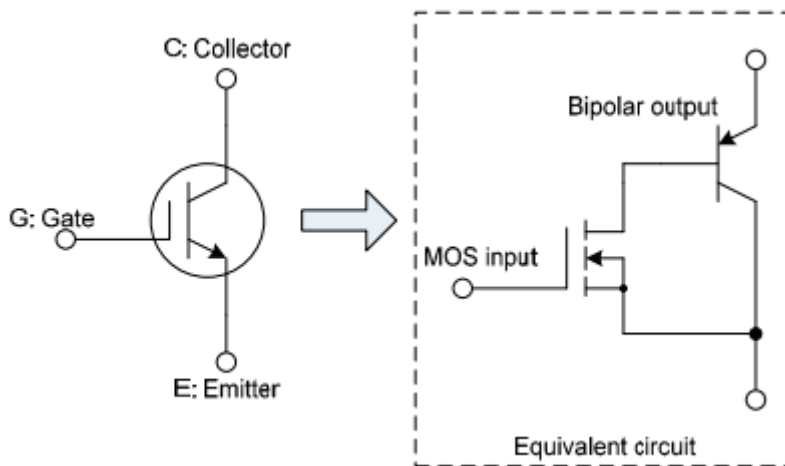 C: Collector
G: Gate
E: Emitter
Bipolar output
MOS input
Equivalent circuit